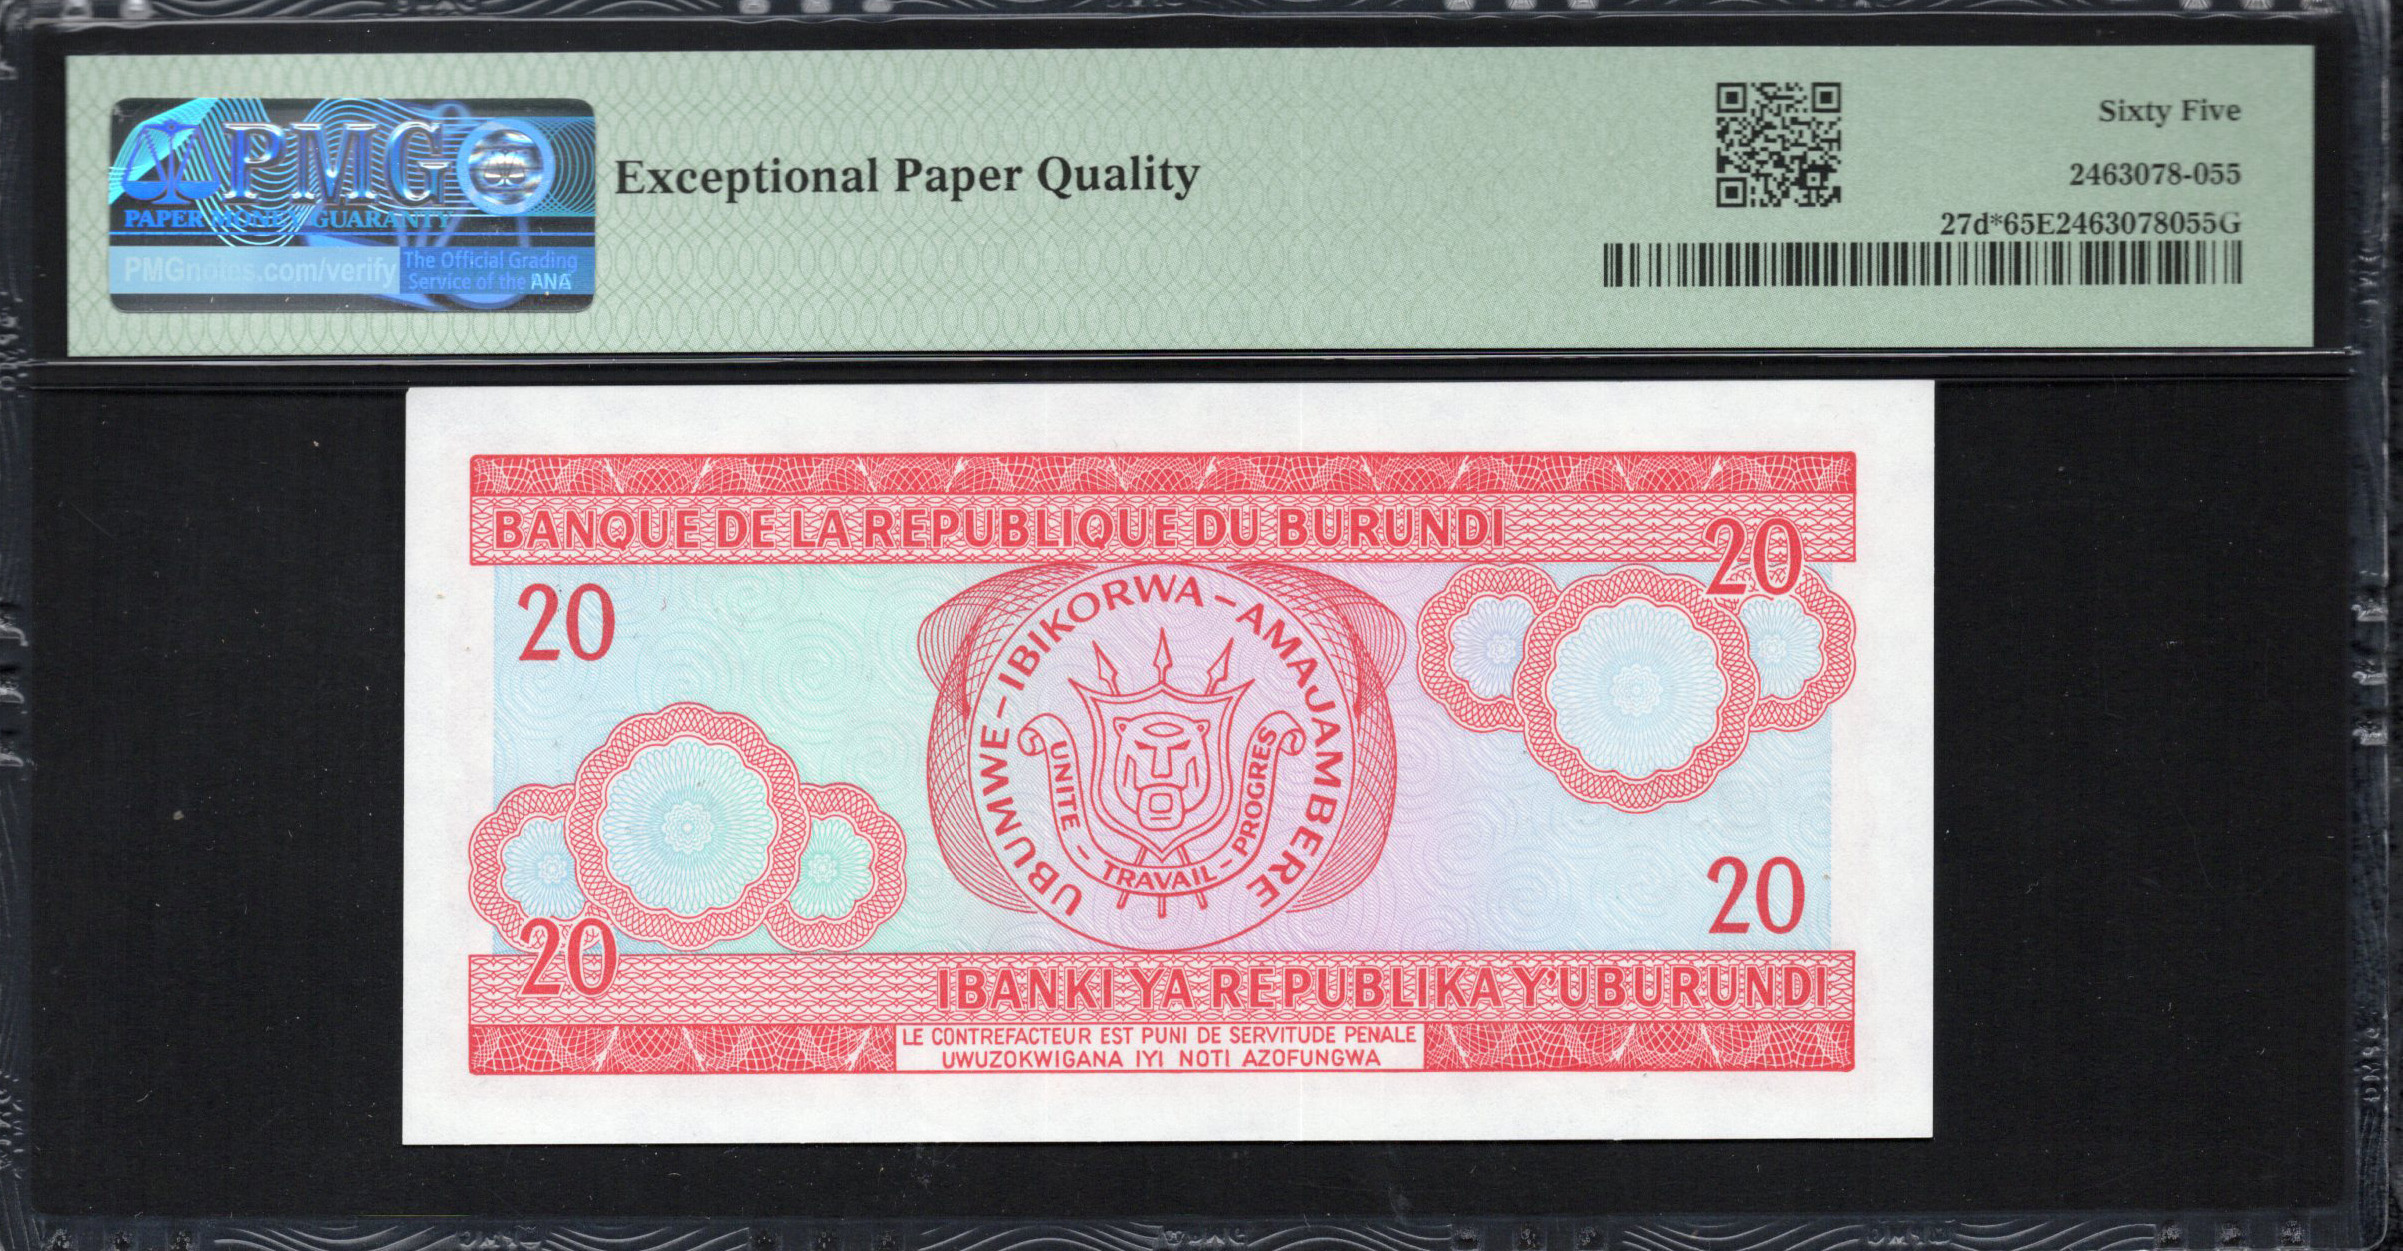 PMG
PAPER MONEY GUARANTY
PMGnotes.com/verify
The Official Grading
Service of the ANA
Exceptional Paper Quality
Sixty Five
2463078-055
27d*65E2463078055G
BANQUE DE LA REPUBLIQUE DU BURUNDI
20
20
UBUMWE-IBIKORWA-AMAJAMBERE
UNITE - TRAVAIL - PROGRES
20
20
IBANKI YA REPUBLIKA Y'UBURUNDI
LE CONTREFACTEUR EST PUNI DE SERVITUDE PENALE
UWUZOKWIGANA IYI NOTI AZOFUNGWA